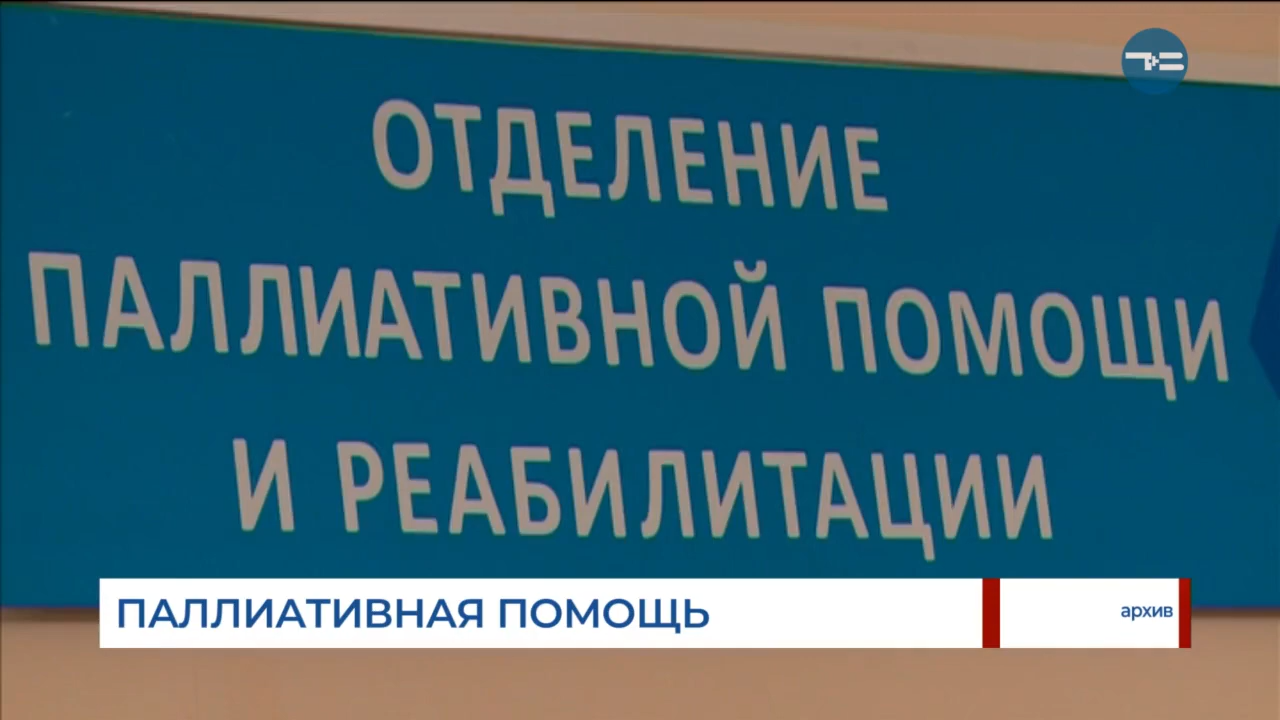 ОТДЕЛЕНИЕ
ПАЛЛИАТИВНОЙ ПОМОЩИ
И РЕАБИЛИТАЦИИ
ПАЛЛИАТИВНАЯ ПОМОЩЬ
архив